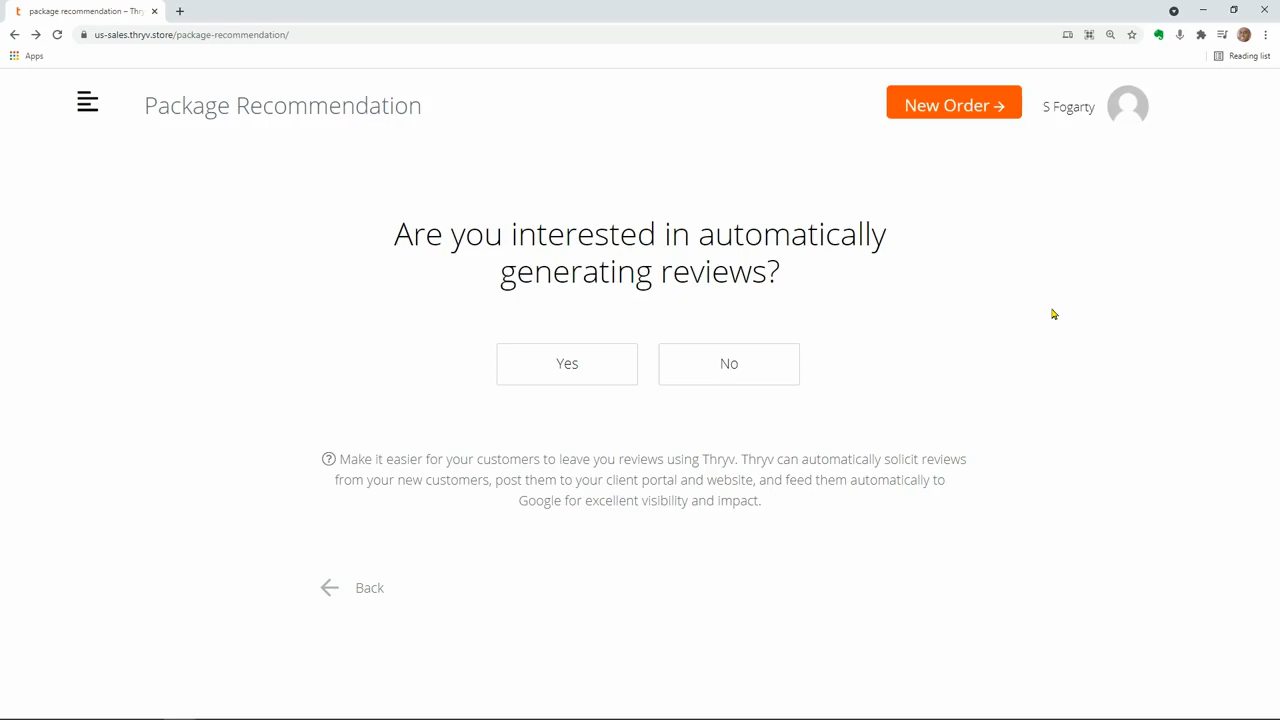 package recommendation – Thr
us-sales.thryv.store/package-recommendation/
Apps
Reading list
Package Recommendation
New Order →
S Fogarty
Are you interested in automatically
generating reviews?
Yes
No
Make it easier for your customers to leave you reviews using Thryv. Thryv can automatically solicit reviews
from your new customers, post them to your client portal and website, and feed them automatically to
Google for excellent visibility and impact.
Back